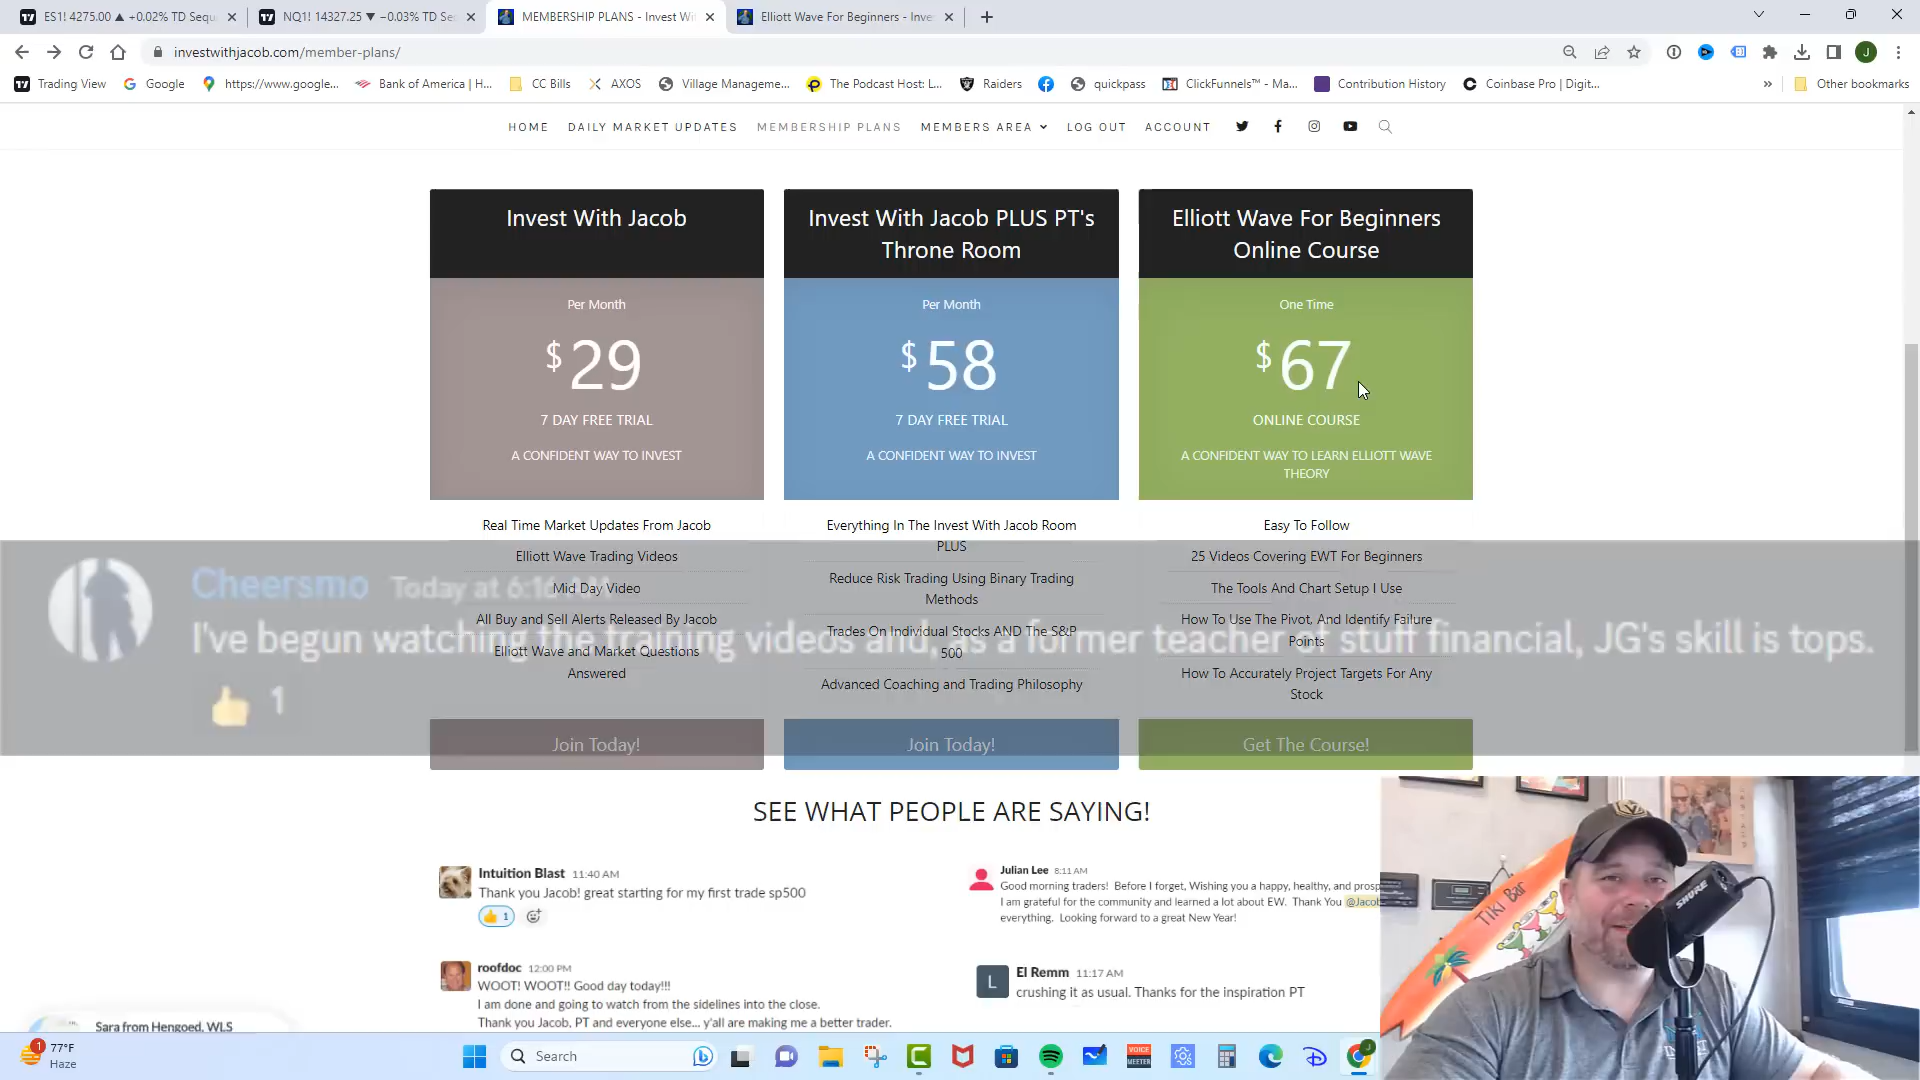 ES1! 4275.00 ▲ +0.02% TD Sequ
NQ1! 14327.25 ▼ −0.03% TD Se
MEMBERSHIP PLANS - Invest Wi
Elliott Wave For Beginners - Inve
investwithjacob.com/member-plans/
Trading View
Google
https://www.google...
Bank of America | H...
CC Bills
AXOS
Village Manageme...
The Podcast Host: L...
Raiders
quickpass
ClickFunnels™ - Ma...
Contribution History
Coinbase Pro | Digit...
Other bookmarks
HOME
DAILY MARKET UPDATES
MEMBERSHIP PLANS
MEMBERS AREA
LOG OUT
ACCOUNT
Invest With Jacob
Per Month
$29
7 DAY FREE TRIAL
A CONFIDENT WAY TO INVEST
Real Time Market Updates From Jacob
Elliott Wave Trading Videos
Mid Day Video
All Buy and Sell Alerts Released By Jacob
Elliott Wave and Market Questions
Answered
Join Today!
Invest With Jacob PLUS PT's
Throne Room
Per Month
$58
7 DAY FREE TRIAL
A CONFIDENT WAY TO INVEST
Everything In The Invest With Jacob Room
PLUS
Reduce Risk Trading Using Binary Trading
Methods
Trades On Individual Stocks AND The S&P
500
Advanced Coaching and Trading Philosophy
Join Today!
Elliott Wave For Beginners
Online Course
One Time
$67
ONLINE COURSE
A CONFIDENT WAY TO LEARN ELLIOTT WAVE
THEORY
Easy To Follow
25 Videos Covering EWT For Beginners
The Tools And Chart Setup I Use
How To Use The Pivot, And Identify Failure
Points
How To Accurately Project Targets For Any
Stock
Get The Course!
Cheersmo Today at 6:16 AM
I've begun watching the training videos and, as a former teacher of stuff financial, JG's skill is tops.
1
SEE WHAT PEOPLE ARE SAYING!
Intuition Blast 11:40 AM
Thank you Jacob! great starting for my first trade sp500
1
Julian Lee 8:11 AM
Good morning traders! Before I forget, Wishing you a happy, healthy, and prosp
I am grateful for the community and learned a lot about EW. Thank You @Jacob
everything. Looking forward to a great New Year!
roofdoc 12:00 PM
WOOT! WOOT!! Good day today!!!
I am done and going to watch from the sidelines into the close.
Thank you Jacob, PT and everyone else... y'all are making me a better trader.
L
El Remm 11:17 AM
crushing it as usual. Thanks for the inspiration PT
Sara from Hengoed, WLS
TIKI BAR
SHURE
1
77°F
Haze
Search
VOICE
MEETER
J
J